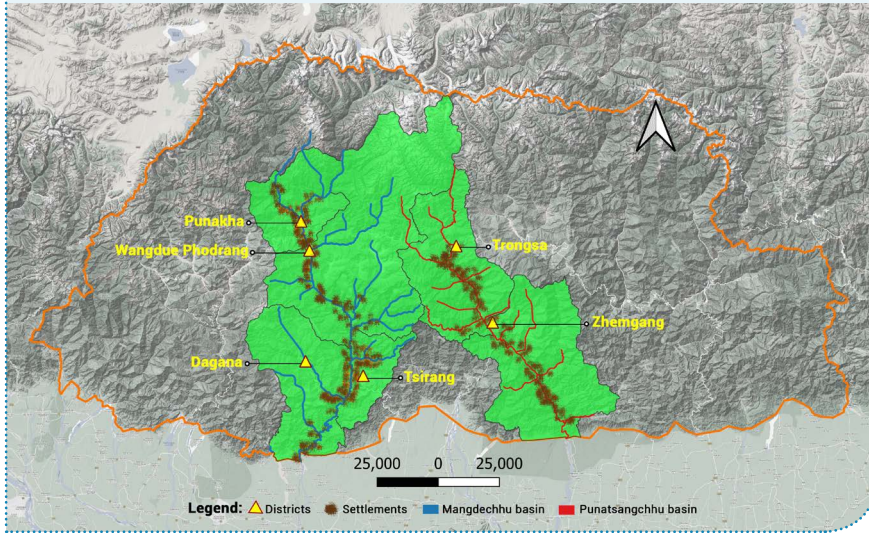 Punakha
Wangdue Phodrang
Trongsa
Zhemgang
Dagana
Tsirang
25,000 0 25,000
Legend: Districts Settlements Mangdechhu basin Punatsangchhu basin